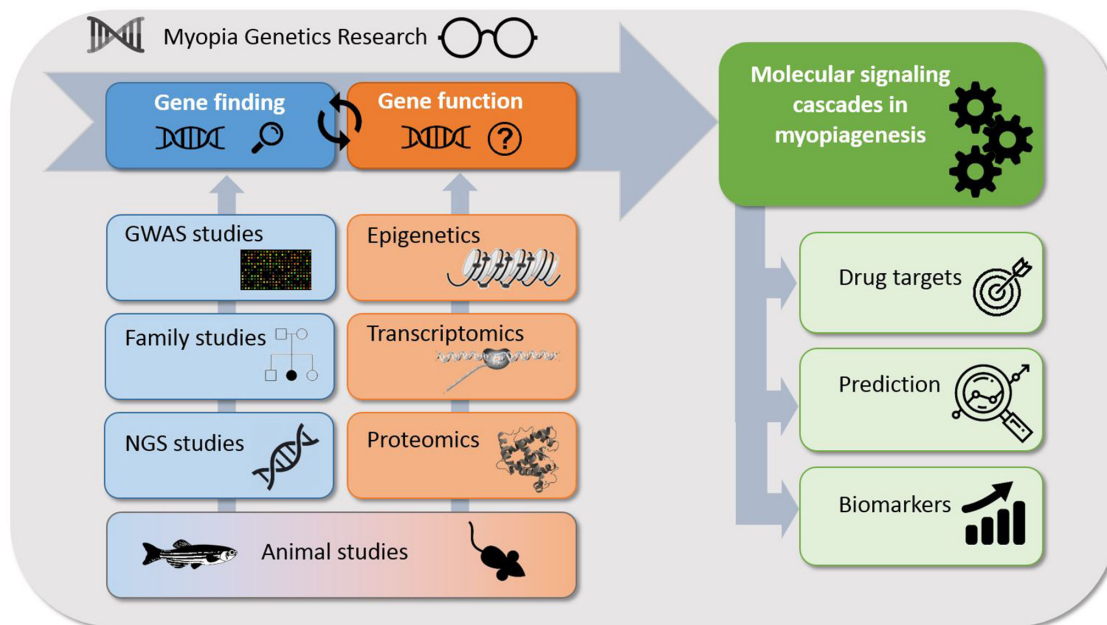 Myopia Genetics Research
Gene finding
Gene function
?
GWAS studies
Epigenetics
Family studies
Transcriptomics
NGS studies
Proteomics
Animal studies
Molecular signaling
cascades in
myopiagenesis
Drug targets
Prediction
Biomarkers